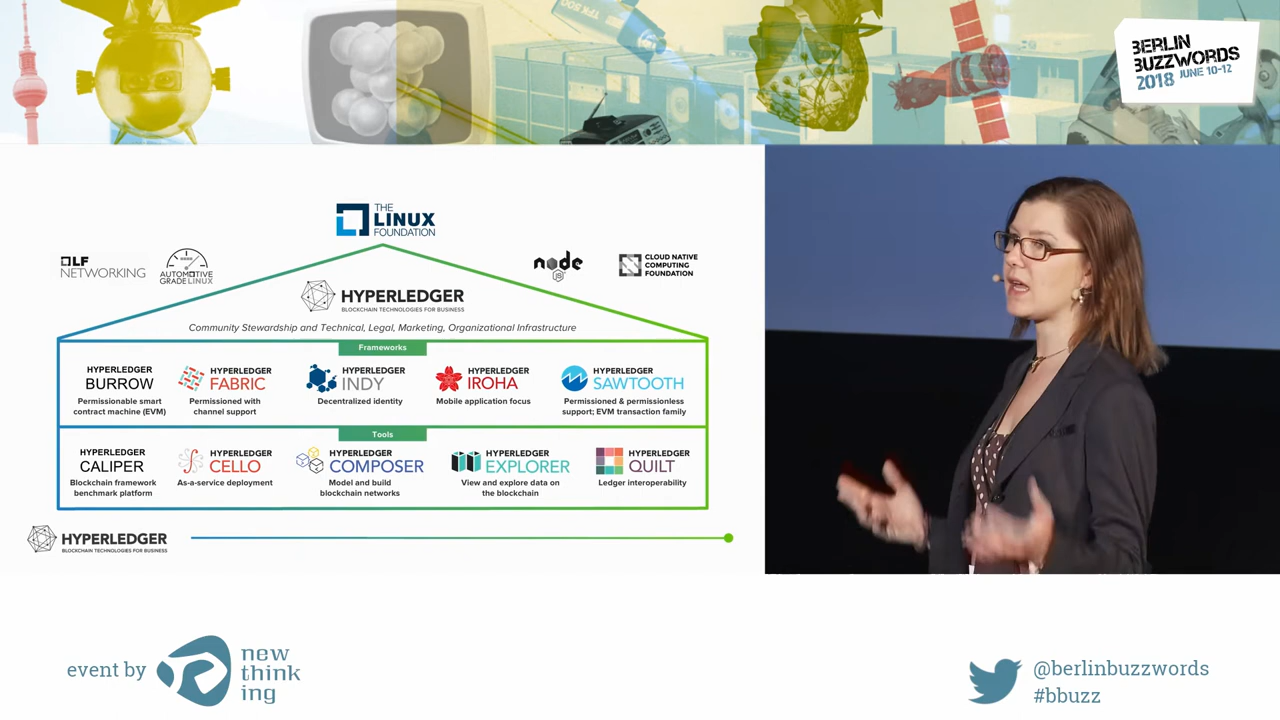 BERLIN
BUZZWORDS
2018 JUNE 10-12
THE
LINUX
FOUNDATION
LF
NETWORKING
AUTOMOTIVE
GRADE LINUX
node
JS
CLOUD NATIVE
COMPUTING
FOUNDATION
HYPERLEDGER
BLOCKCHAIN TECHNOLOGIES FOR BUSINESS
Community Stewardship and Technical, Legal, Marketing, Organizational Infrastructure
Frameworks
HYPERLEDGER
BURROW
Permissionable smart
contract machine (EVM)
HYPERLEDGER
FABRIC
Permissioned with
channel support
HYPERLEDGER
INDY
Decentralized identity
HYPERLEDGER
IROHA
Mobile application focus
HYPERLEDGER
SAWTOOTH
Permissioned & permissionless
support; EVM transaction family
Tools
HYPERLEDGER
CALIPER
Blockchain framework
benchmark platform
HYPERLEDGER
CELLO
As-a-service deployment
HYPERLEDGER
COMPOSER
Model and build
blockchain networks
HYPERLEDGER
EXPLORER
View and explore data on
the blockchain
HYPERLEDGER
QUILT
Ledger interoperability
HYPERLEDGER
BLOCKCHAIN TECHNOLOGIES FOR BUSINESS
event by
new
think
ing
@berlinbuzzwords
#bbuzz